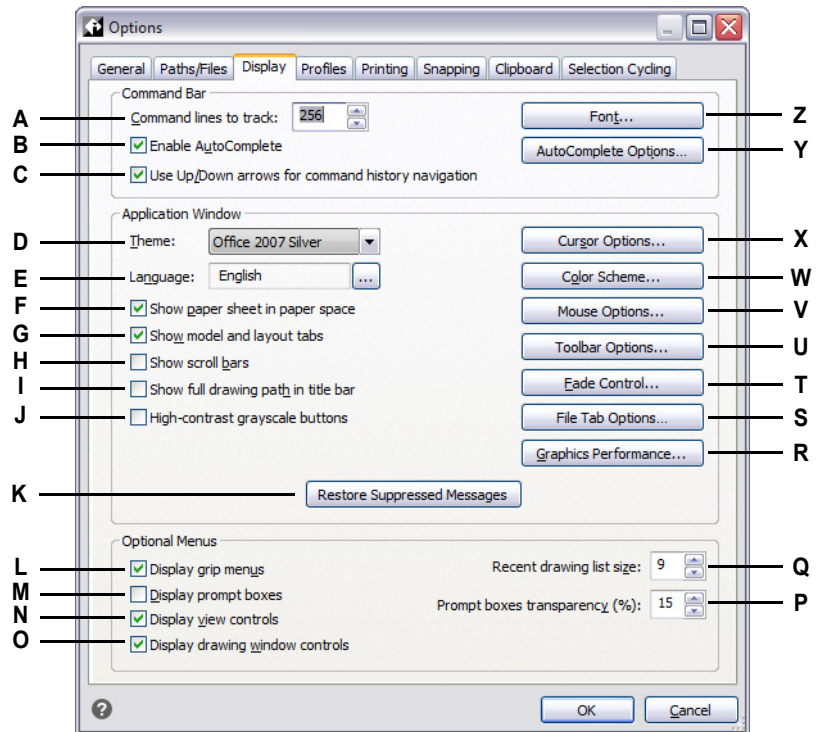 Options
General Paths/Files Display Profiles Printing Snapping Clipboard Selection Cycling
Command Bar
A Command lines to track: 256 Font... Z
B Enable AutoComplete AutoComplete Options... Y
C Use Up/Down arrows for command history navigation
Application Window
D Theme: Office 2007 Silver Cursor Options... X
E Language: English ... Color Scheme... W
F Show paper sheet in paper space Mouse Options... V
G Show model and layout tabs Toolbar Options... U
H Show scroll bars
I Show full drawing path in title bar Fade Control... T
J High-contrast grayscale buttons File Tab Options... S
Graphics Performance... R
K Restore Suppressed Messages
Optional Menus
L Display grip menus Recent drawing list size: 9 Q
M Display prompt boxes Prompt boxes transparency (%): 15 P
N Display view controls
O Display drawing window controls
? OK Cancel